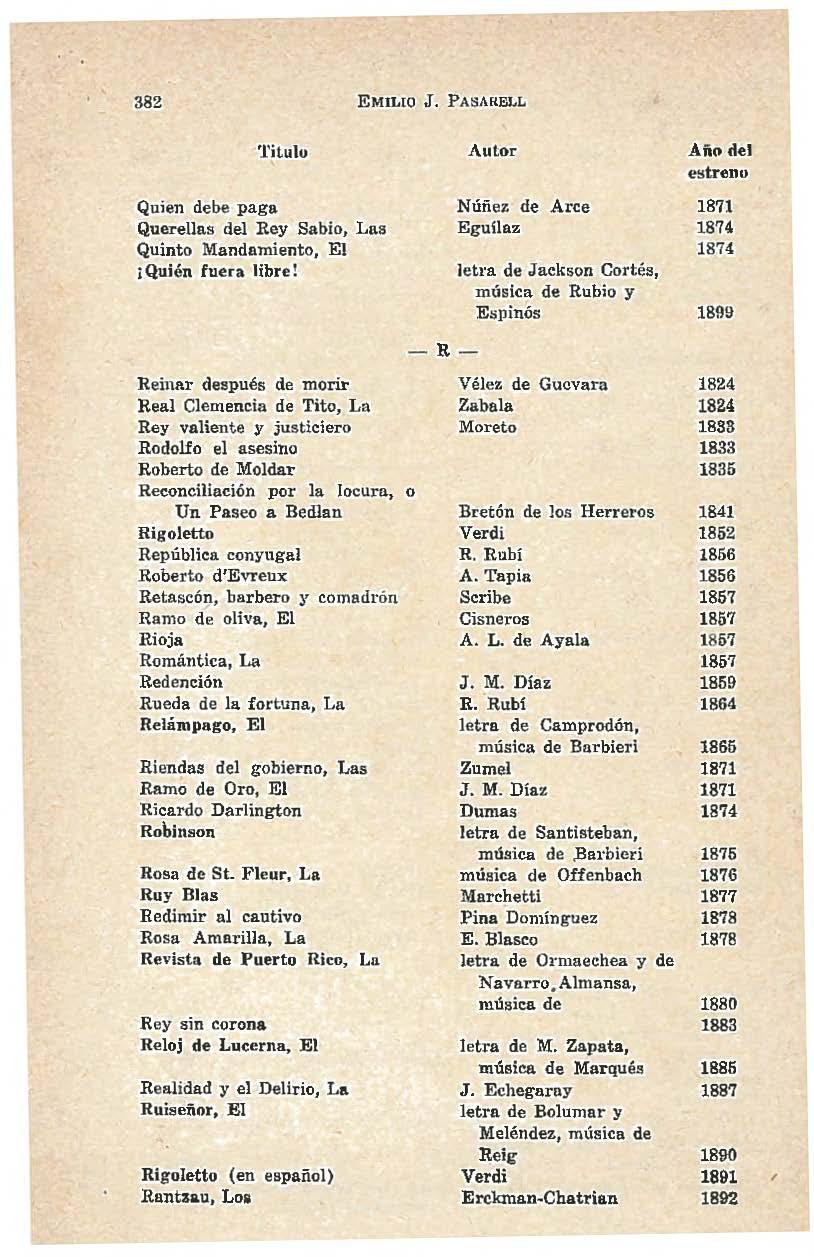 382 EMILIO J. PASARELL
Titulo Autor Año del
estreno
Quien debe paga Núñez de Arce 1871
Querellas del Rey Sabio, Las Eguílaz 1874
Quinto Mandamiento, El 1874
¡Quién fuera libre! letra de Jackson Cortés,
música de Rubio y
Espinós 1899
— R —
Reinar después de morir Vélez de Guevara 1824
Real Clemencia de Tito, La Zabala 1824
Rey valiente y justiciero Moreto 1833
Rodolfo el asesino 1833
Roberto de Moldar 1835
Reconciliación por la locura, o
Un Paseo a Bedlan Bretón de los Herreros 1841
Rigoletto Verdi 1852
República conyugal R. Rubí 1856
Roberto d'Evreux A. Tapia 1856
Retascón, barbero y comadrón Scribe 1857
Ramo de oliva, El Cisneros 1857
Rioja A. L. de Ayala 1857
Romántica, La 1857
Redención J. M. Díaz 1859
Rueda de la fortuna, La R. Rubí 1864
Relámpago, El letra de Camprodón,
música de Barbieri 1865
Riendas del gobierno, Las Zumel 1871
Ramo de Oro, El J. M. Díaz 1871
Ricardo Darlington Dumas 1874
Robinson letra de Santisteban,
música de Barbieri 1875
Rosa de St. Fleur, La música de Offenbach 1876
Ruy Blas Marchetti 1877
Redimir al cautivo Pina Domínguez 1878
Rosa Amarilla, La E. Blasco 1878
Revista de Puerto Rico, La letra de Ormaechea y de
Navarro Almansa,
música de 1880
Rey sin corona 1883
Reloj de Lucerna, El letra de M. Zapata,
música de Marqués 1885
Realidad y el Delirio, La J. Echegaray 1887
Ruiseñor, El letra de Bolumar y
Meléndez, música de
Reig 1890
Rigoletto (en español) Verdi 1891
Rantzau, Los Erckman-Chatrian 1892